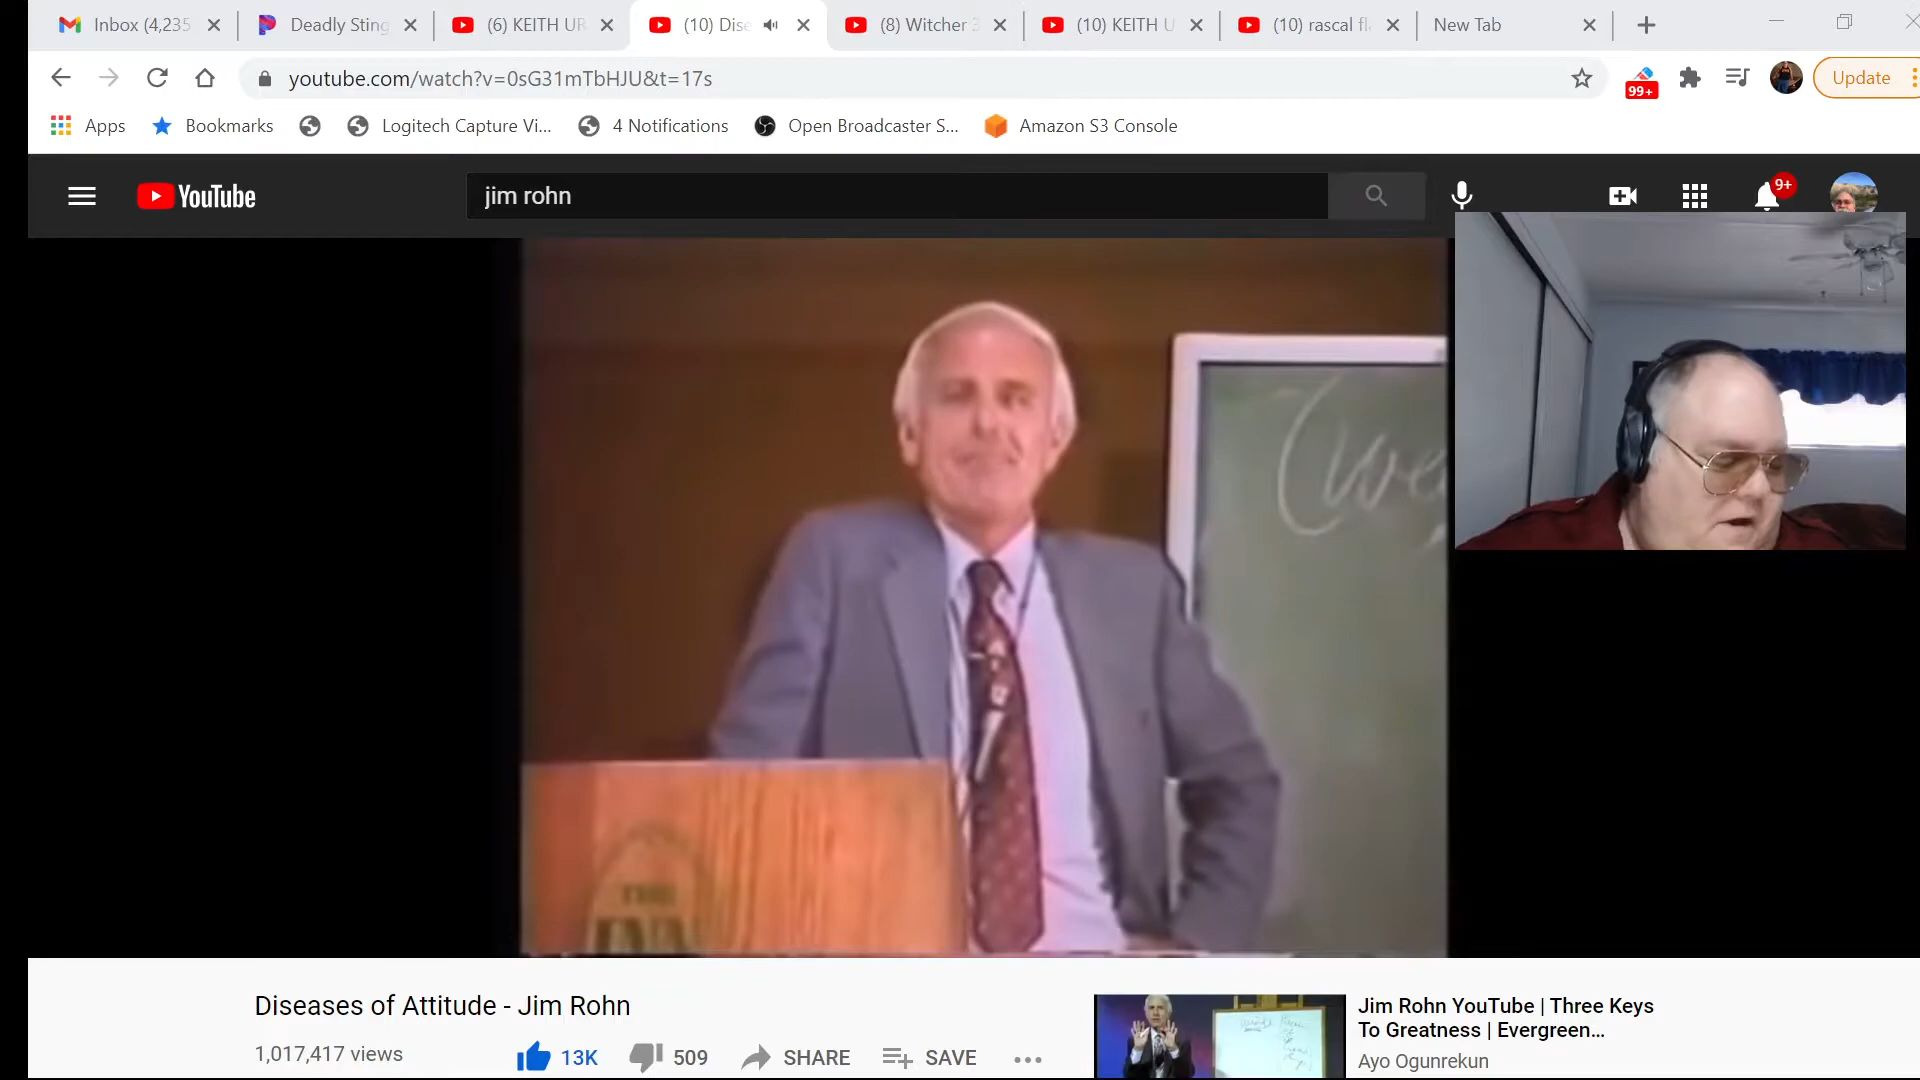 Inbox (4,235
Deadly Sting
(6) KEITH UR
(10) Dise
(8) Witcher 3
(10) KEITH U
(10) rascal fl
New Tab
youtube.com/watch?v=0sG31mTbHJU&t=17s
99+
Update
Apps
Bookmarks
Logitech Capture Vi...
4 Notifications
Open Broadcaster S...
Amazon S3 Console
YouTube
jim rohn
9+
(we
THE
Diseases of Attitude - Jim Rohn
1,017,417 views
13K
509
SHARE
SAVE
Jim Rohn YouTube | Three Keys
To Greatness | Evergreen...
Ayo Ogunrekun